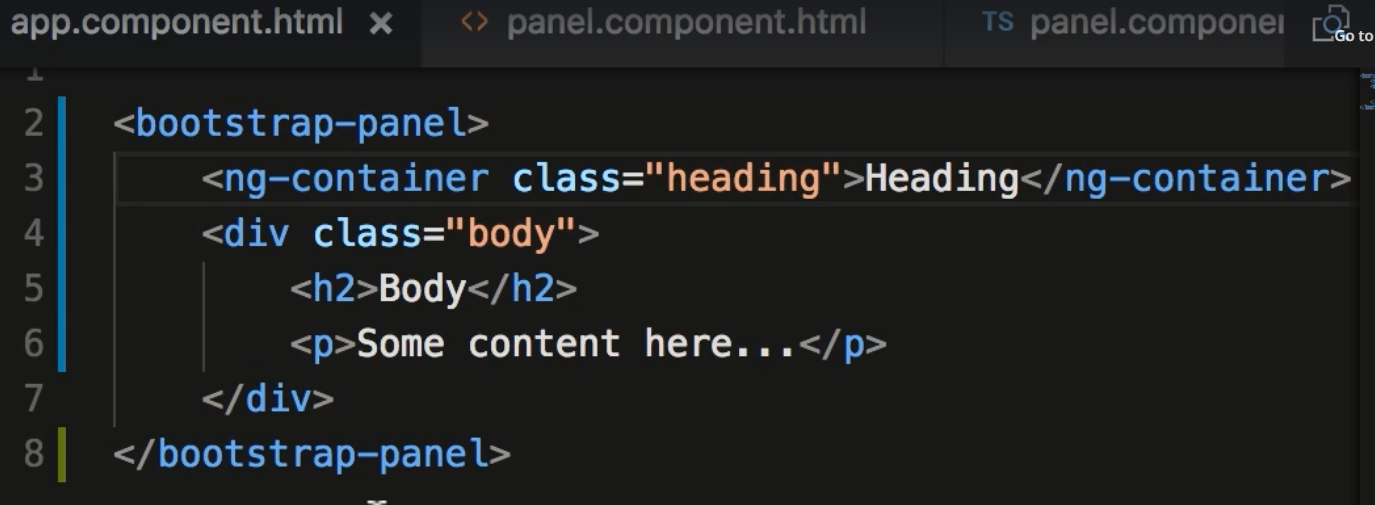 app.component.html × <> panel.component.html TS panel.componen Go to
1
2 <bootstrap-panel>
3 <ng-container class="heading">Heading</ng-container>
4 <div class="body">
5 <h2>Body</h2>
6 <p>Some content here...</p>
7 </div>
8 </bootstrap-panel>